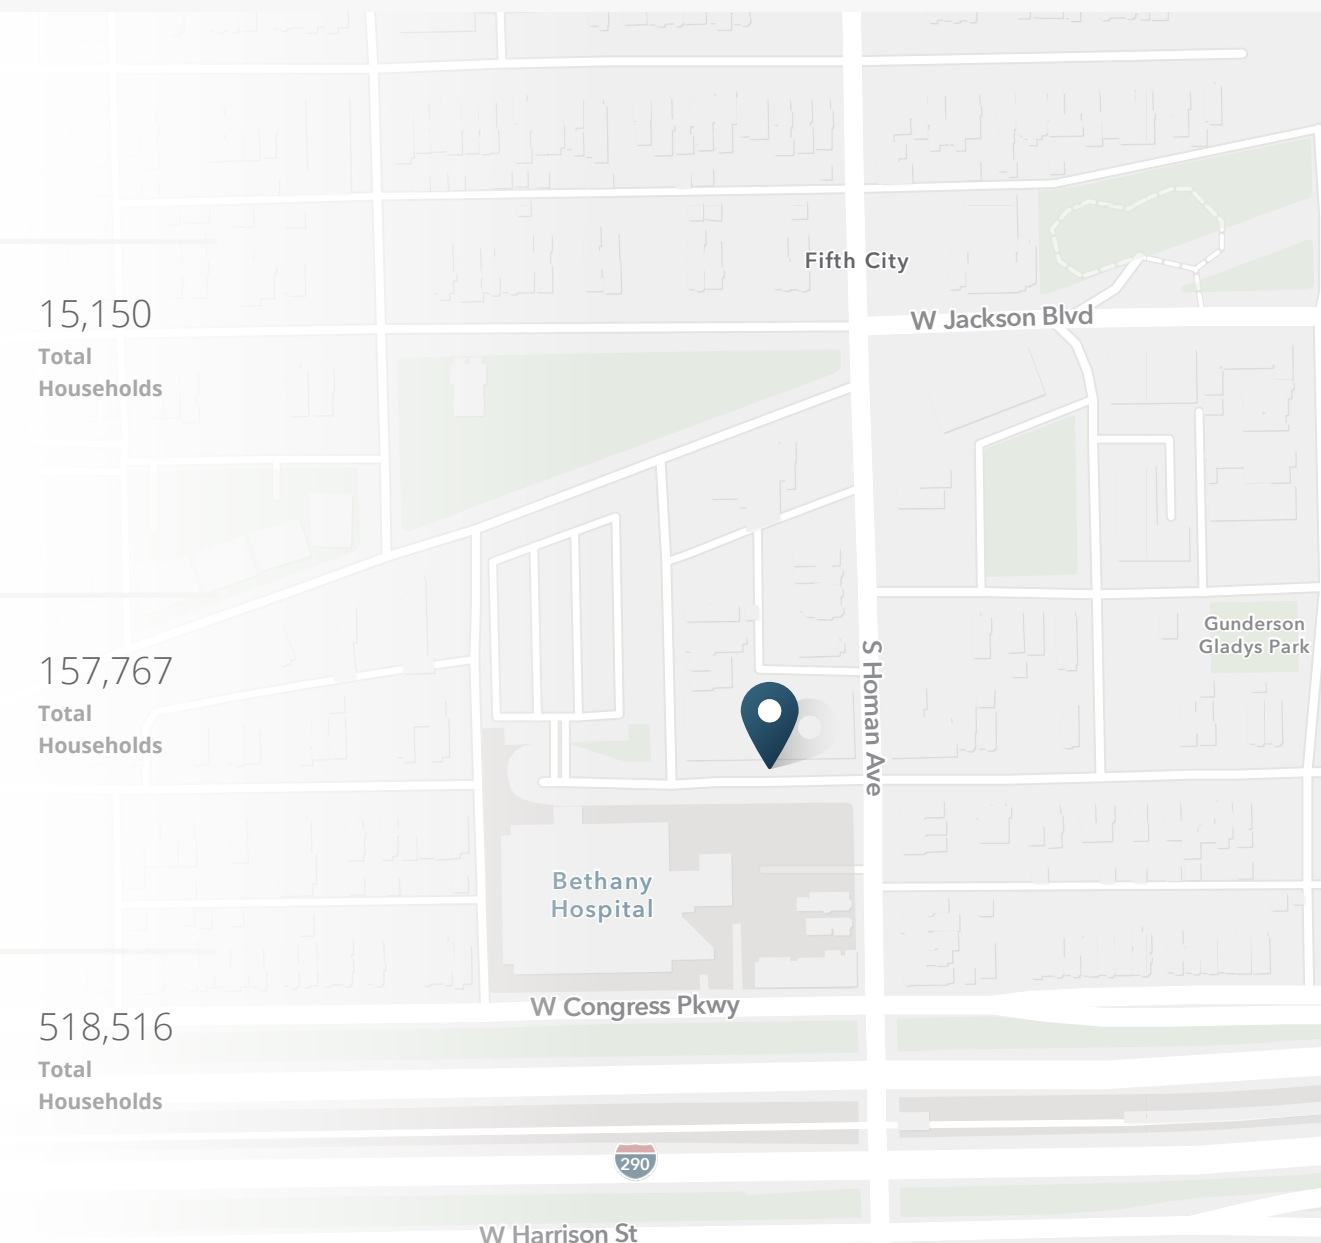 Fifth City
W Jackson Blvd
15,150
Total
Households
Gunderson
Gladys Park
S Homan Ave
157,767
Total
Households
Bethany
Hospital
W Congress Pkwy
518,516
Total
Households
290
W Harrison St